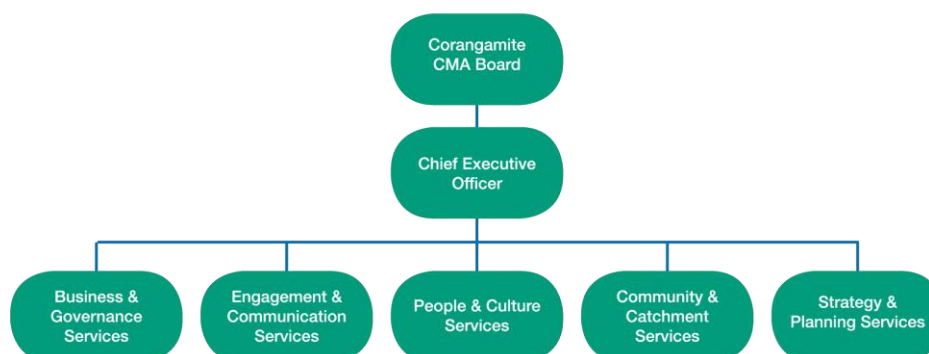 Corangamite
CMA Board
Chief Executive
Officer
Business &
Governance
Services
Engagement &
Communication
Services
People & Culture
Services
Community &
Catchment
Services
Strategy &
Planning Services